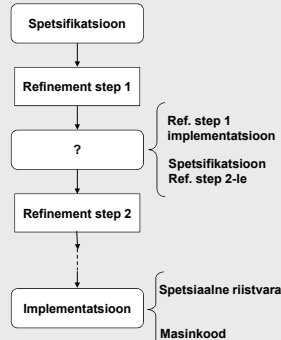 Spetsifikatsioon
Refinement step 1
?
Ref. step 1
implementatsioon
Spetsifikatsioon
Ref. step 2-le
Refinement step 2
Implementatsioon
Spetsiaalne riistvara
Masinkood